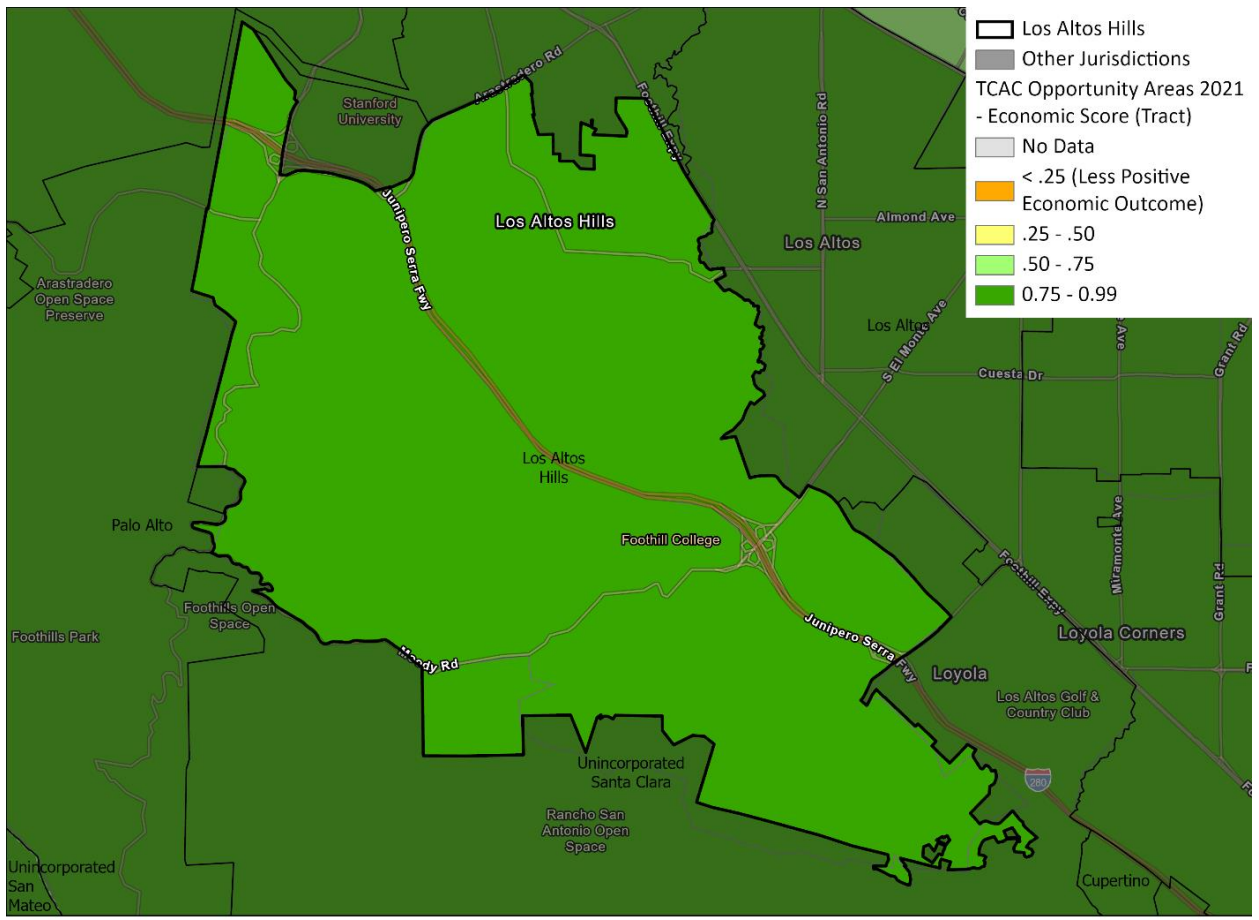 Los Altos Hills
Other Jurisdictions
TCAC Opportunity Areas 2021
- Economic Score (Tract)
No Data
< .25 (Less Positive
Economic Outcome)
.25 - .50
.50 - .75
0.75 - 0.99
Arastradero Rd
Stanford
University
Foothill Expy
N San Antonio Rd
Junipero Serra Fwy
Los Altos Hills
Almond Ave
Los Altos
Arastradero
Open Space
Preserve
Los Altos
S El Monte Ave
Grant Rd
Cuesta Dr
Los Altos
Hills
Palo Alto
Foothill College
Miramonte Ave
Foothill Expy
Grant Rd
Foothills Open
Space
Foothills Park
Junipero Serra Fwy
Loyola Corners
Moody Rd
Loyola
Los Altos Golf &
Country Club
Unincorporated
Santa Clara
280
Rancho San
Antonio Open
Space
Unincorporated
San
Mateo
Cupertino